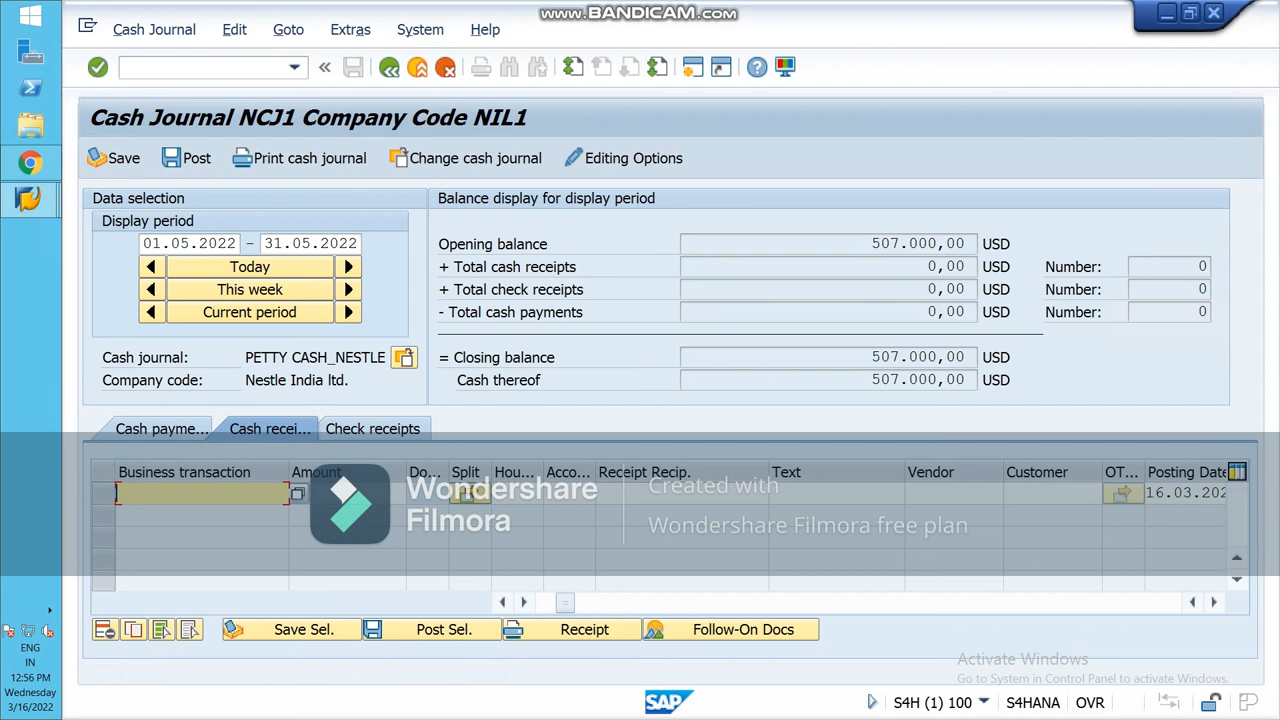 www.BANDICAM.com
Cash Journal Edit Goto Extras System Help
Cash Journal NCJ1 Company Code NIL1
Save Post Print cash journal Change cash journal Editing Options
Data selection
Display period
01.05.2022 - 31.05.2022
Today
This week
Current period
Cash journal: PETTY CASH_NESTLE
Company code: Nestle India ltd.
Balance display for display period
Opening balance 507.000,00 USD
+ Total cash receipts 0,00 USD Number: 0
+ Total check receipts 0,00 USD Number: 0
- Total cash payments 0,00 USD Number: 0
= Closing balance 507.000,00 USD
Cash thereof 507.000,00 USD
Cash payme... Cash recei... Check receipts
Business transaction Amount Do... Split Hou... Acco... Receipt Recip. Text Vendor Customer OT... Posting Date
16.03.202
Wondershare
Filmora
Created with
Wondershare Filmora free plan
Save Sel. Post Sel. Receipt Follow-On Docs
Activate Windows
Go to System in Control Panel to activate Windows.
SAP S4H (1) 100 S4HANA OVR
ENG
IN
12:56 PM
Wednesday
3/16/2022